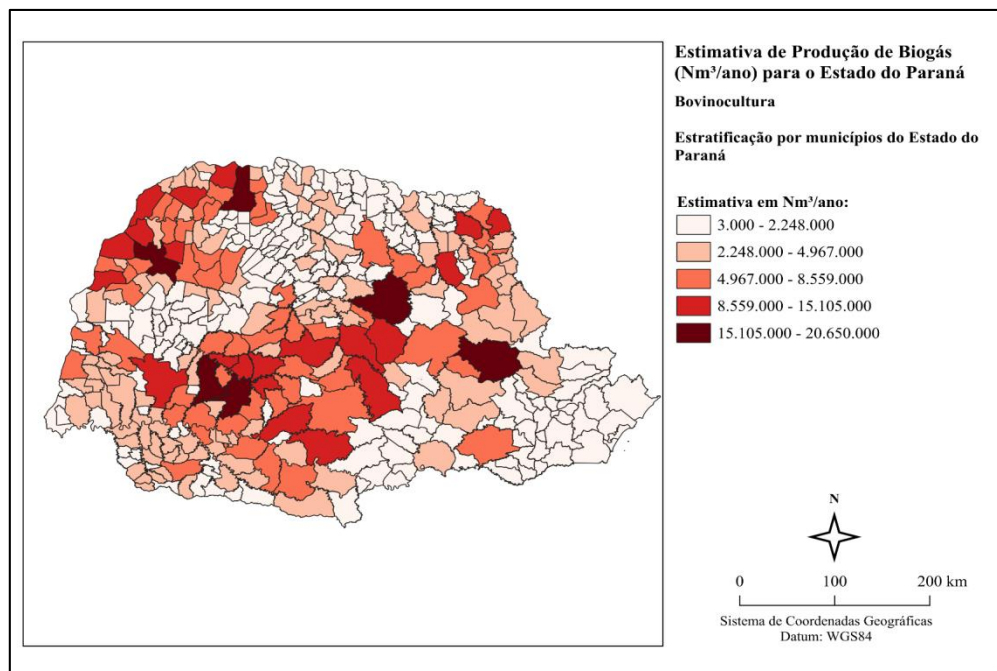 Estimativa de Produção de Biogás
(Nm³/ano) para o Estado do Paraná
Bovinocultura
Estratificação por municípios do Estado do
Paraná
Estimativa em Nm³/ano:
3.000 - 2.248.000
2.248.000 - 4.967.000
4.967.000 - 8.559.000
8.559.000 - 15.105.000
15.105.000 - 20.650.000
N
0 100 200 km
Sistema de Coordenadas Geográficas
Datum: WGS84